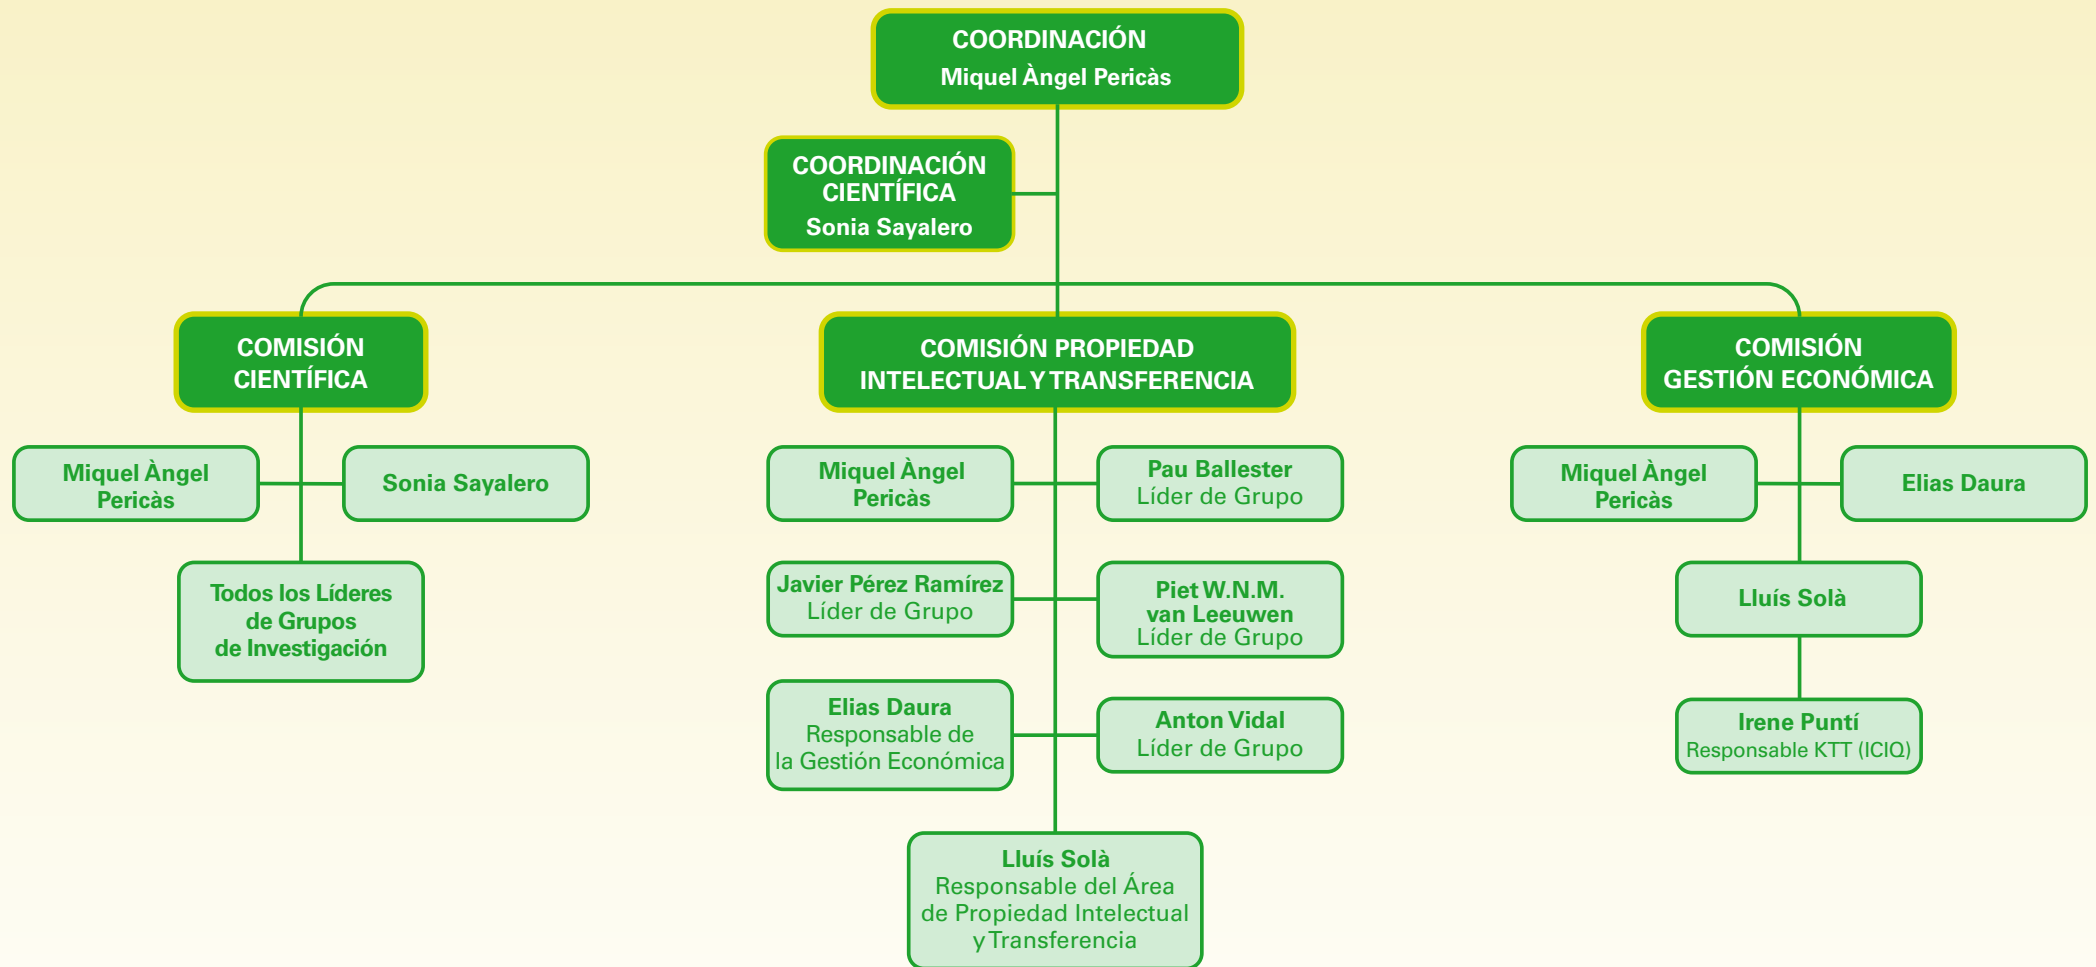 COORDINACIÓN
Miquel Àngel Pericàs
COORDINACIÓN
CIENTÍFICA
Sonia Sayalero
COMISIÓN
CIENTÍFICA
Miquel Àngel
Pericàs
Sonia Sayalero
Todos los Líderes
de Grupos
de Investigación
COMISIÓN PROPIEDAD
INTELECTUAL Y TRANSFERENCIA
Miquel Àngel
Pericàs
Pau Ballester
Líder de Grupo
Javier Pérez Ramírez
Líder de Grupo
Piet W.N.M.
van Leeuwen
Líder de Grupo
Elias Daura
Responsable de
la Gestión Económica
Anton Vidal
Líder de Grupo
Lluís Solà
Responsable del Área
de Propiedad Intelectual
y Transferencia
COMISIÓN
GESTIÓN ECONÓMICA
Miquel Àngel
Pericàs
Elias Daura
Lluís Solà
Irene Puntí
Responsable KTT (ICIQ)